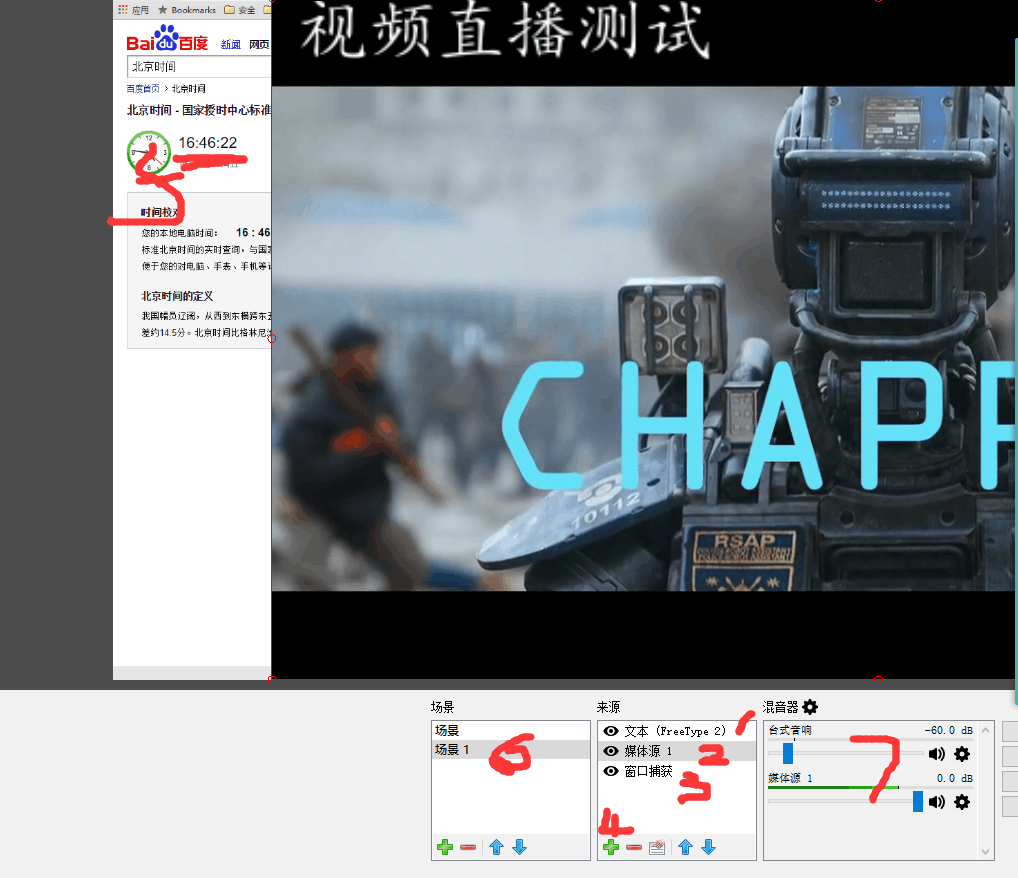 应用 Bookmarks 安全
Bai du 百度 新闻 网页
北京时间
百度首页 > 北京时间
北京时间 - 国家授时中心标准
12
3
6
9
16:46:22
5
时间校
您的本地电脑时间： 16：46
标准北京时间的实时查询，与国
便于您的对电脑、手表、手机等
北京时间的定义
我国幅员辽阔，从西到东横跨东
差约14.5分。北京时间比格林尼
视频直播测试
CHAPP
10112
RSAP
场景
场景
场景 1
6
来源
文本 (FreeType 2)
1
媒体源 1
2
窗口捕获
3
4
混音器
台式音响 -60.0 dB
媒体源 1 0.0 dB
7